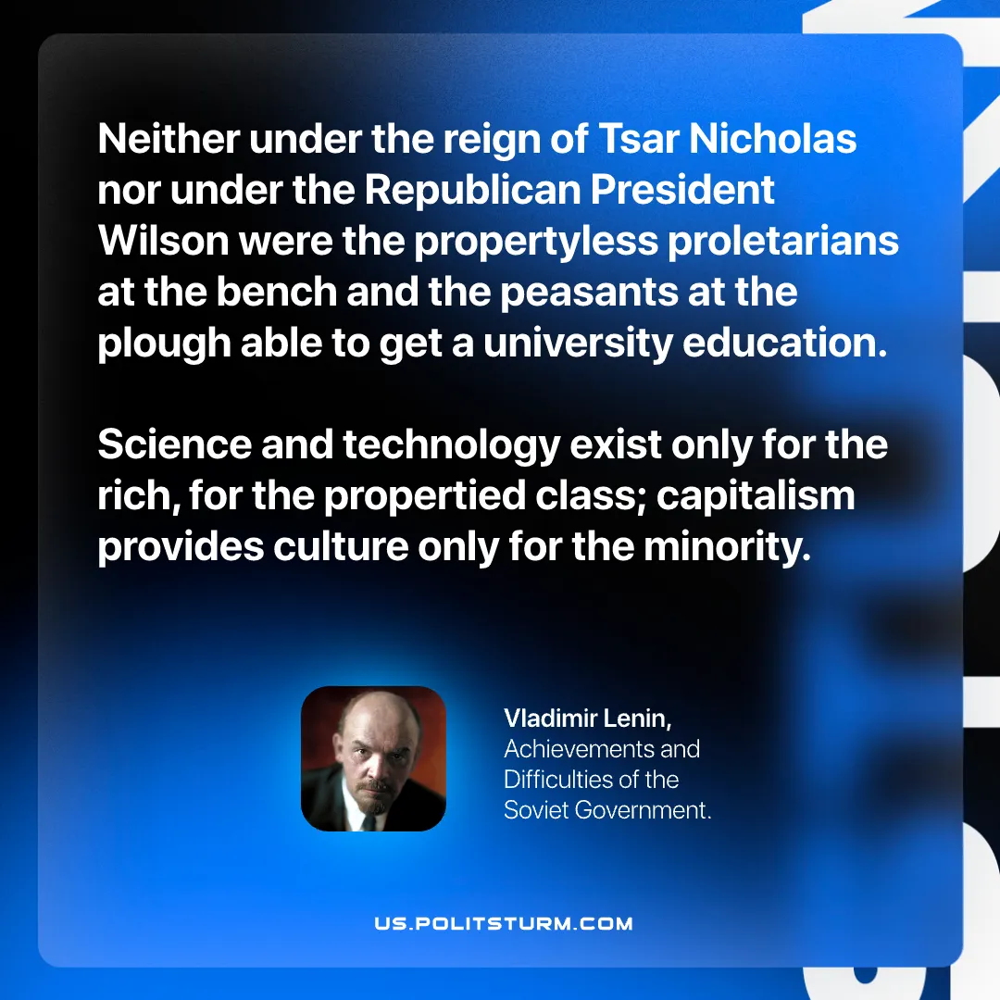 Neither under the reign of Tsar Nicholas
nor under the Republican President
Wilson were the propertyless proletarians
at the bench and the peasants at the
plough able to get a university education.
Science and technology exist only for the
rich, for the propertied class; capitalism
provides culture only for the minority.
Vladimir Lenin,
Achievements and
Difficulties of the
Soviet Government.
US.POLITSTURM.COM